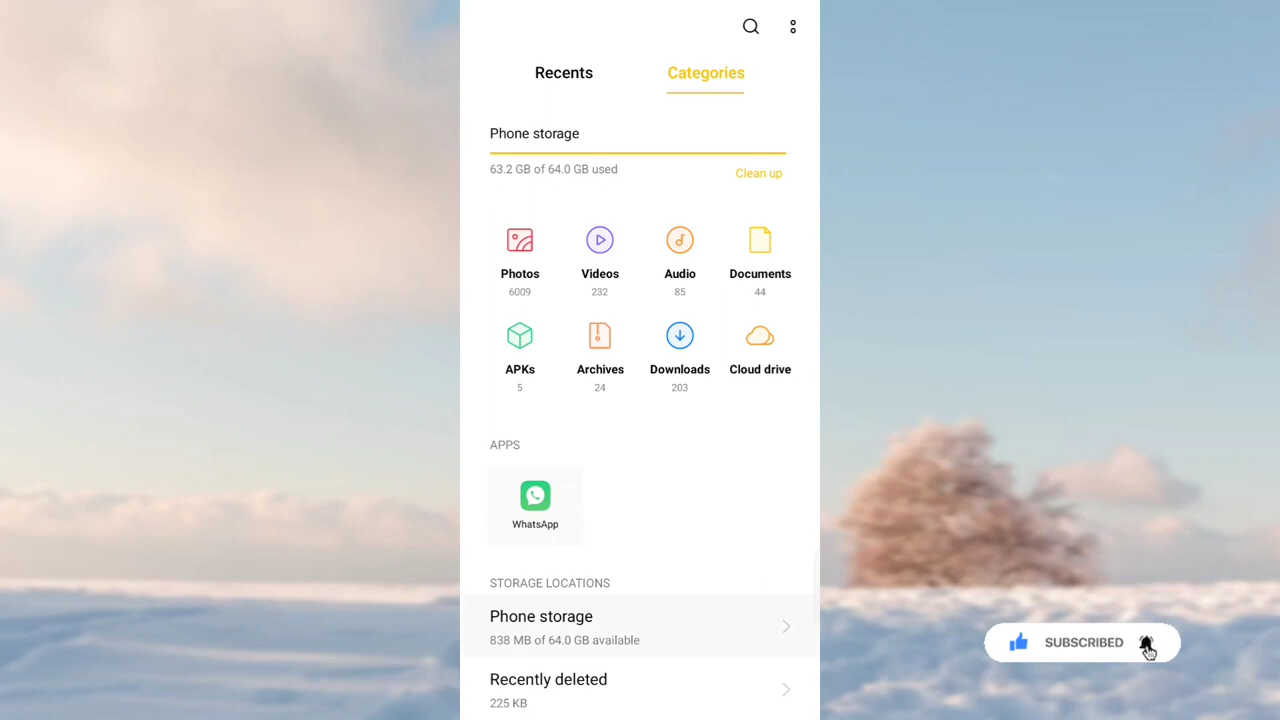 Recents
Categories
Phone storage
63.2 GB of 64.0 GB used
Clean up
Photos
Videos
Audio
Documents
6009
232
85
44
APKs
Archives
Downloads
Cloud drive
5
24
203
APPS
WhatsApp
STORAGE LOCATIONS
Phone storage
838 MB of 64.0 GB available
Recently deleted
225 KB
SUBSCRIBED